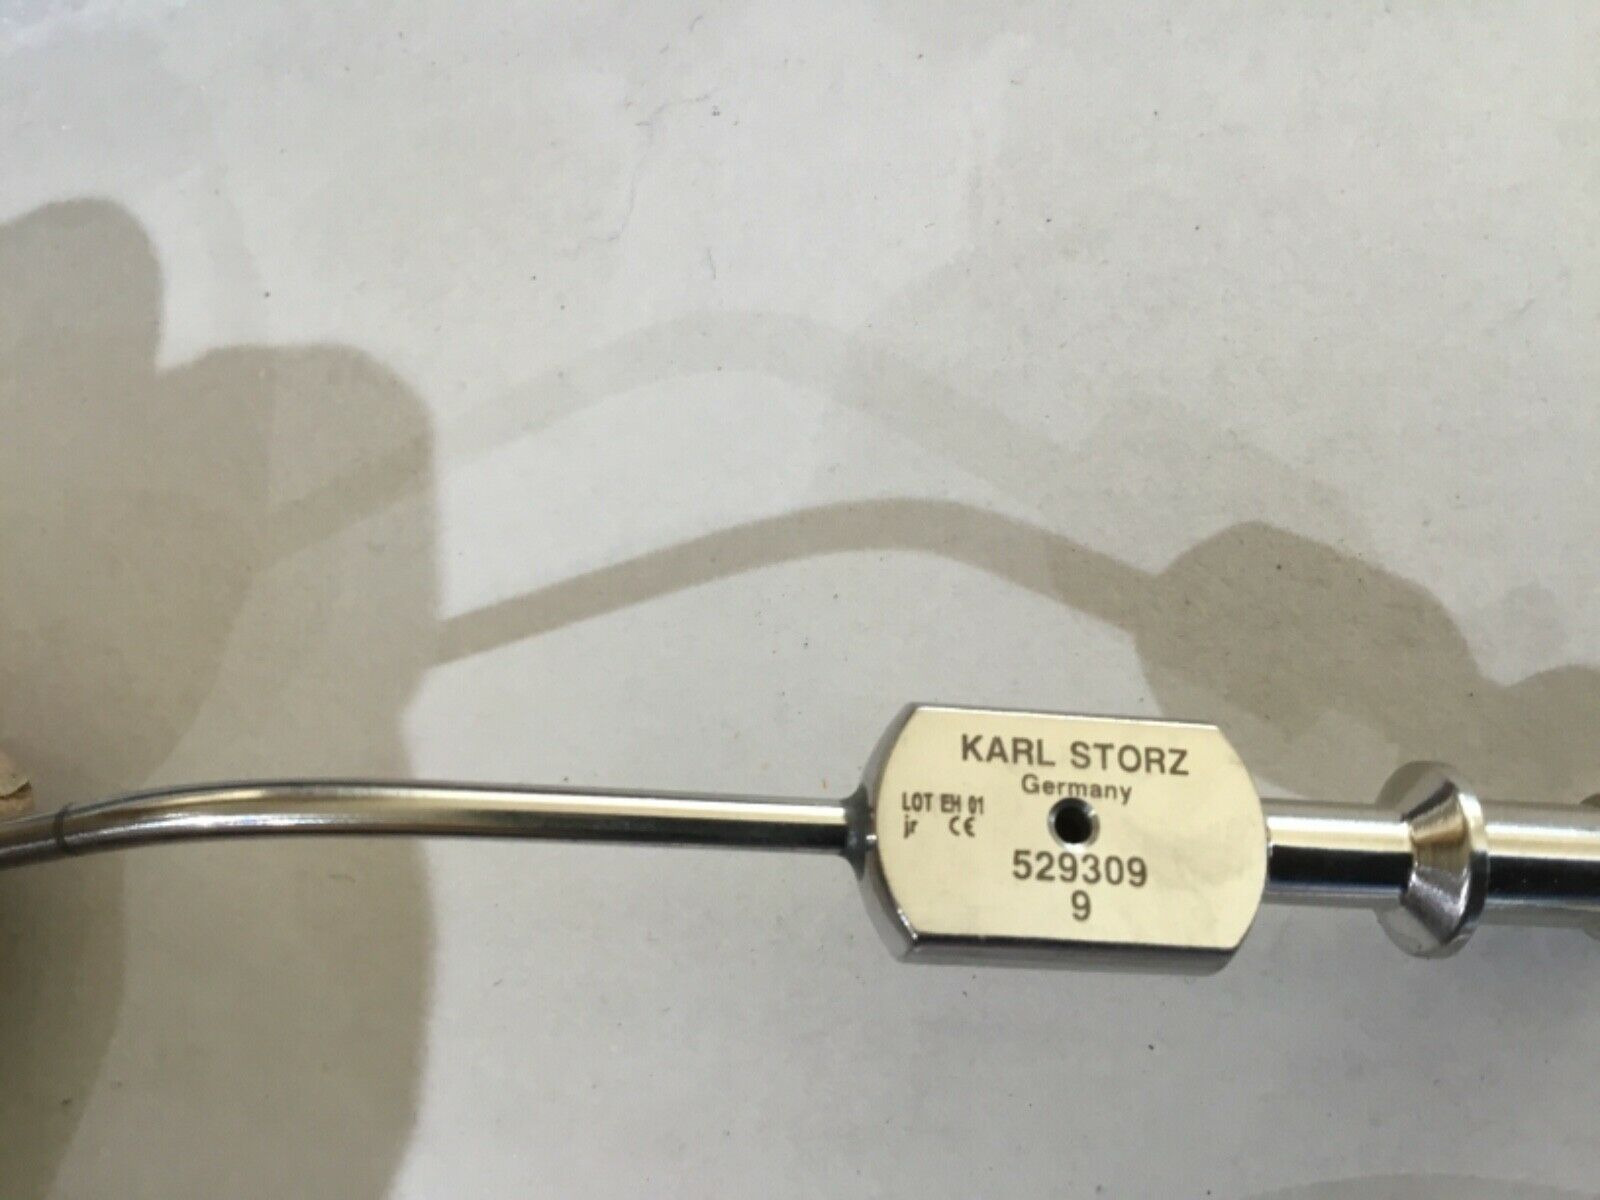 KARL STORZ
Germany
LOT EH 01
jr CE
529309
9